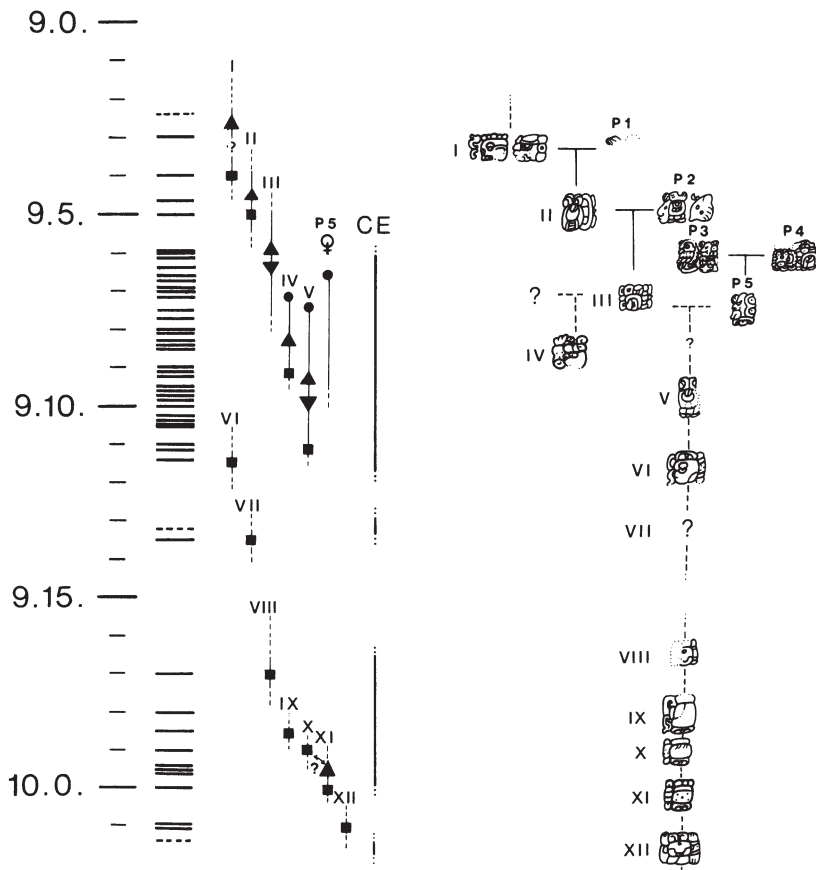 9.0.
9.5.
9.10.
9.15.
10.0.
I
?
II
III
IV
V
P5
CE
VI
VII
VIII
IX
X
XI
?
XII
I
P1
II
P2
P3
P4
P5
?
III
IV
?
V
VI
VII
?
VIII
IX
X
XI
XII